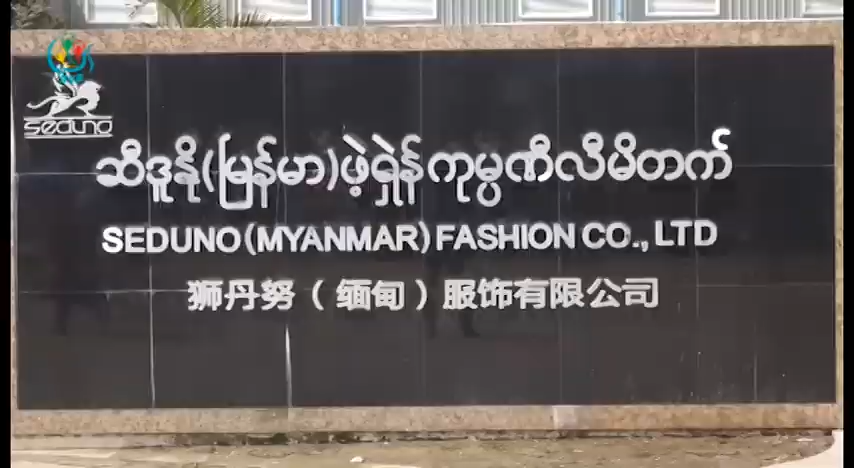 seduno
ဆီဒူနို(မြန်မာ)ဖဲ့ရှဲန်ကုမ္ပဏီလီမိတက်
SEDUNO(MYANMAR)FASHION CO.,LTD
狮丹努（缅甸）服饰有限公司